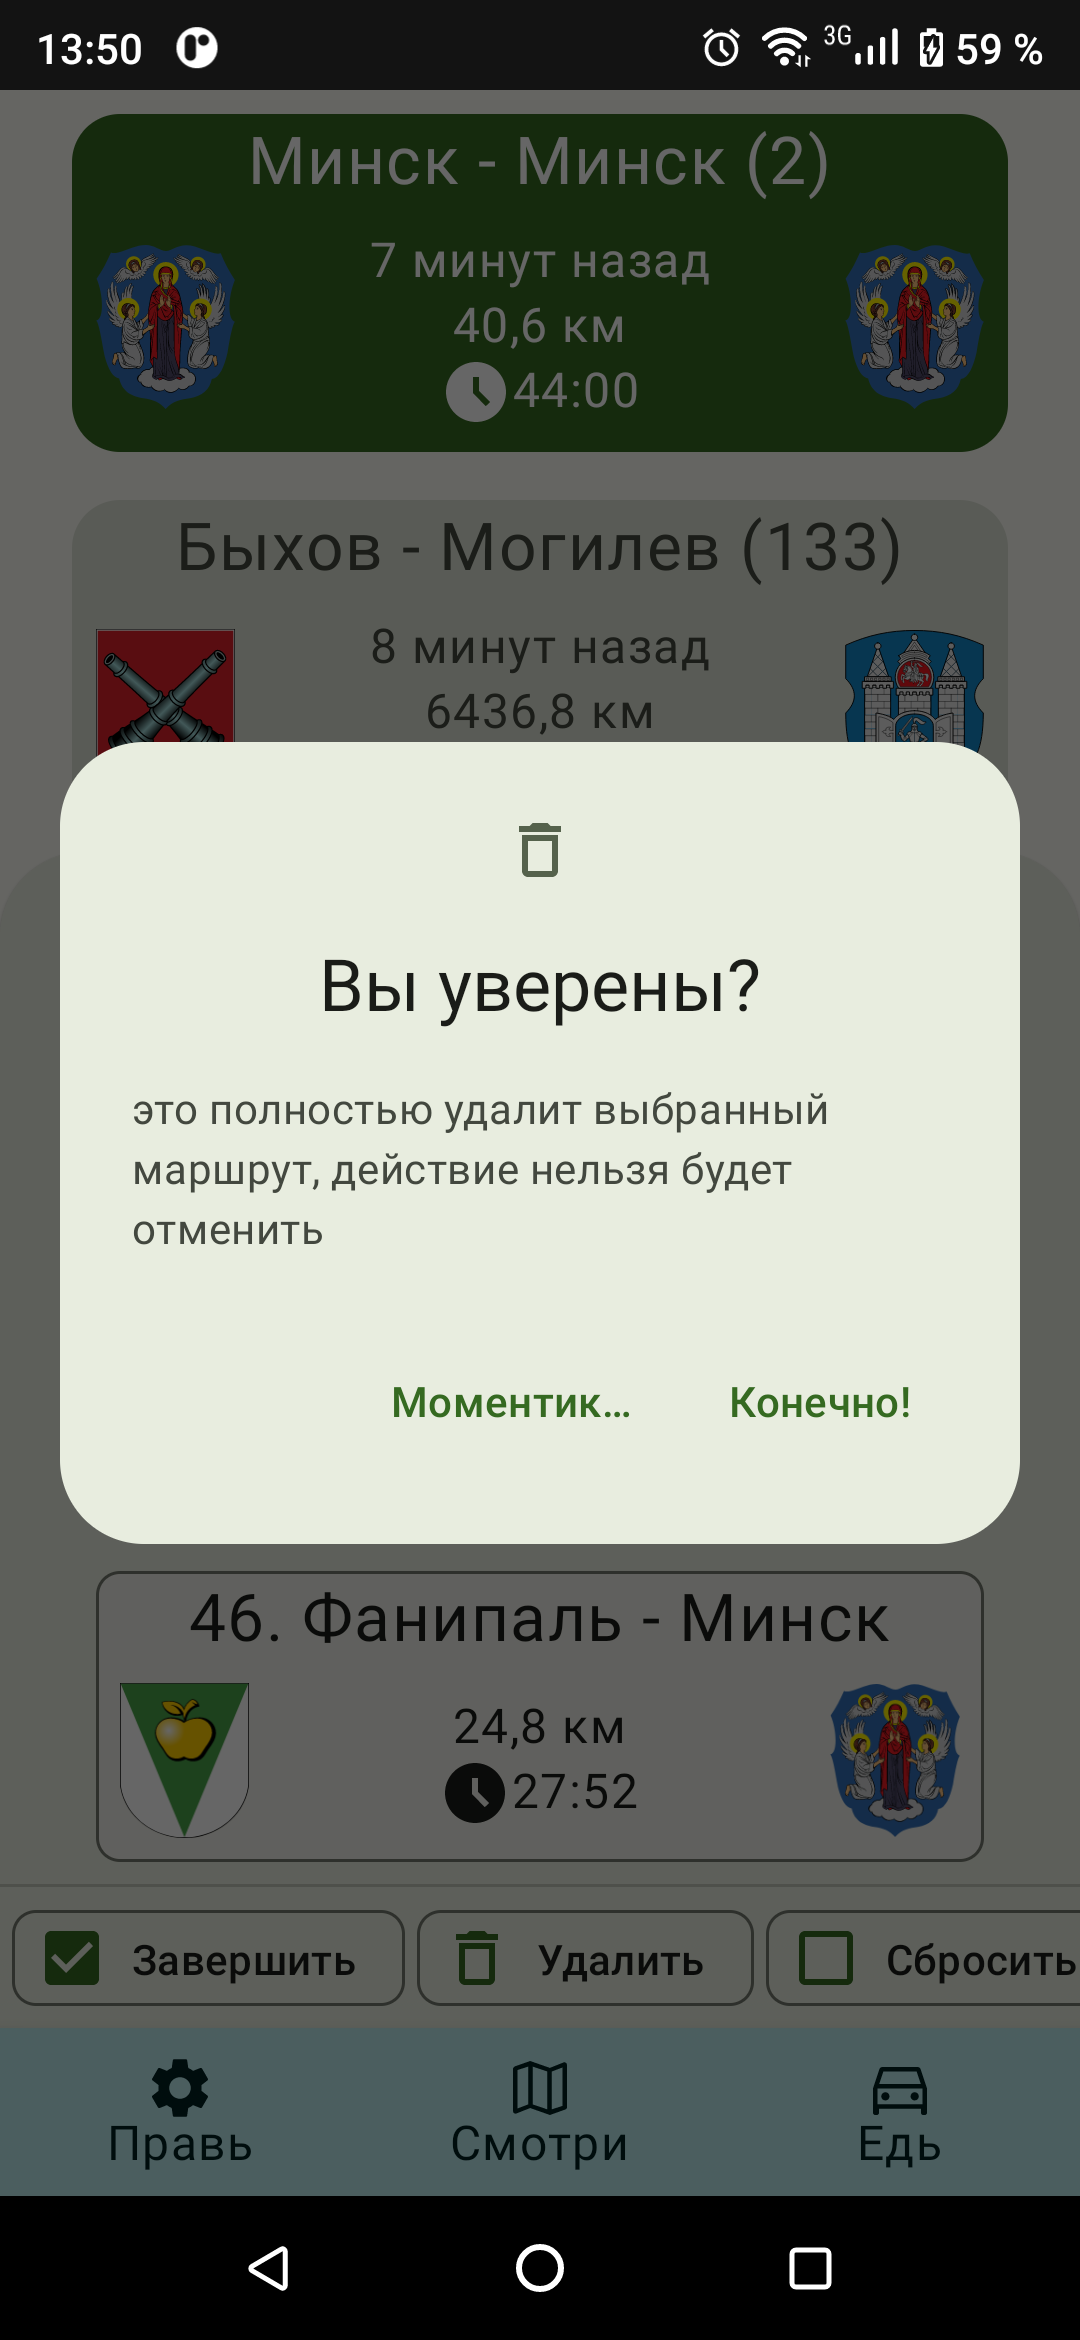 13:50
3G
59 %
Минск - Минск (2)
7 минут назад
40,6 км
44:00
Быхов - Могилев (133)
8 минут назад
6436,8 км
Вы уверены?
это полностью удалит выбранный
маршрут, действие нельзя будет
отменить
Моментик...
Конечно!
46. Фанипаль - Минск
24,8 км
27:52
Завершить
Удалить
Сбросить
Правь
Смотри
Едь